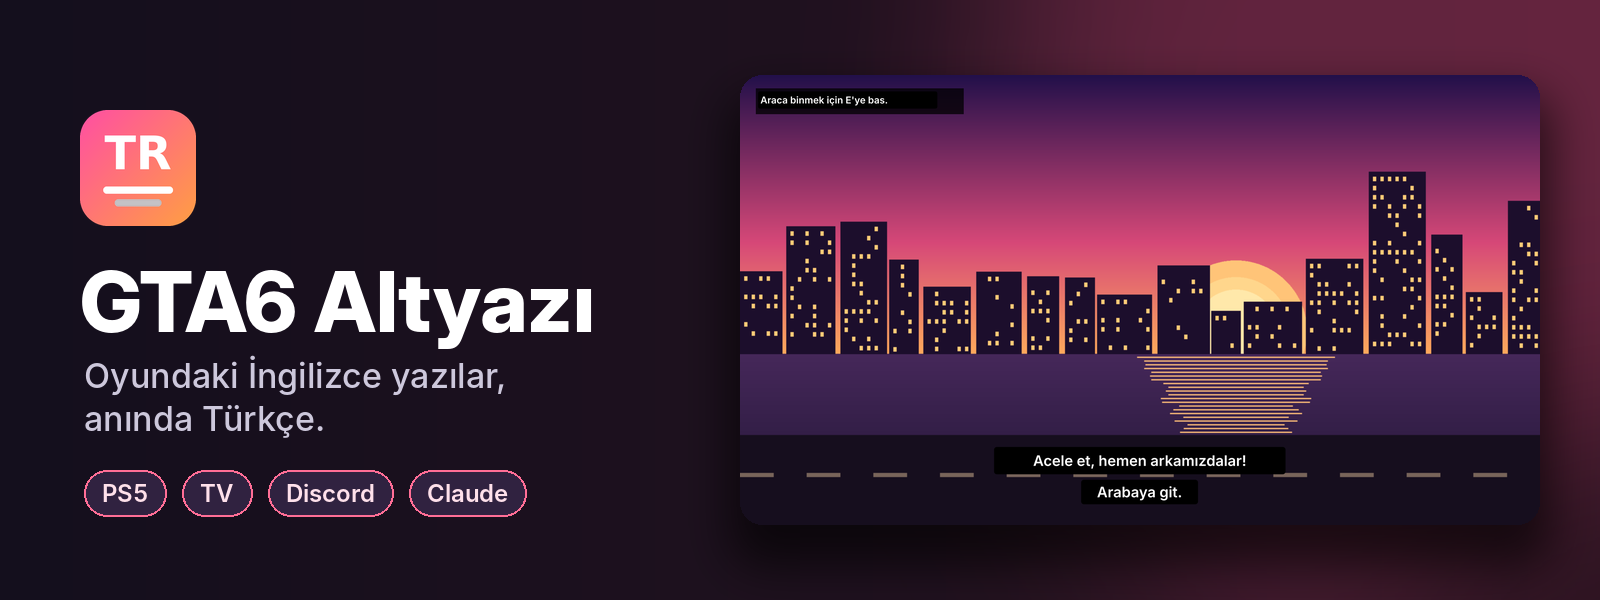 TR
GTA6 Altyazı
Oyundaki İngilizce yazılar,
anında Türkçe.
PS5
TV
Discord
Claude
Araca binmek için E'ye bas.
Acele et, hemen arkamızdalar!
Arabaya git.